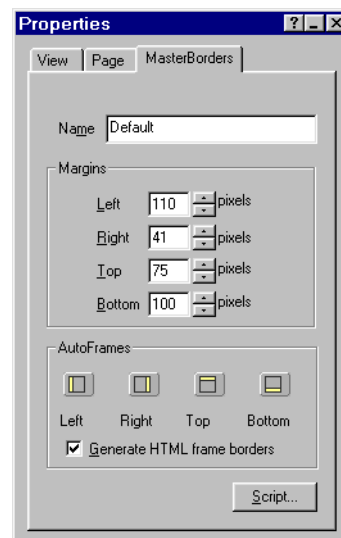 Properties
View Page MasterBorders
Name Default
Margins
Left 110 pixels
Right 41 pixels
Top 75 pixels
Bottom 100 pixels
AutoFrames
Left Right Top Bottom
Generate HTML frame borders
Script...